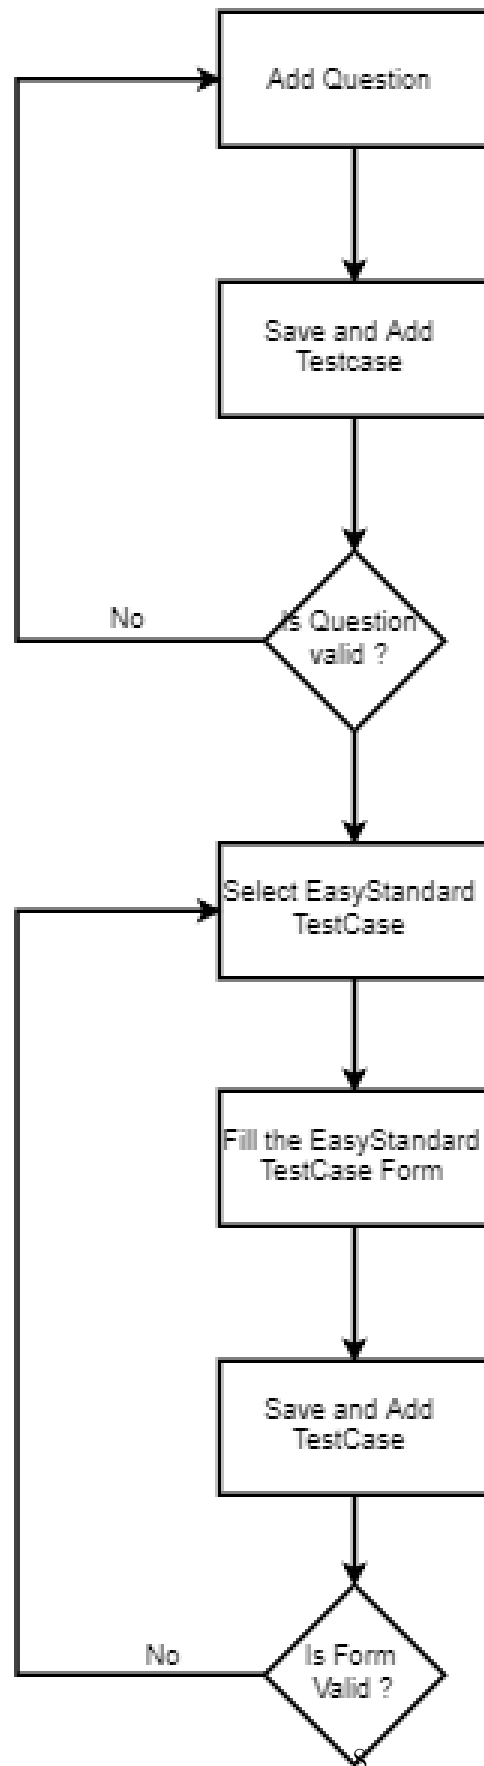 Add Question
Save and Add
Testcase
Is Question
valid ?
No
Select EasyStandard
TestCase
Fill the EasyStandard
TestCase Form
Save and Add
TestCase
Is Form
Valid ?
No